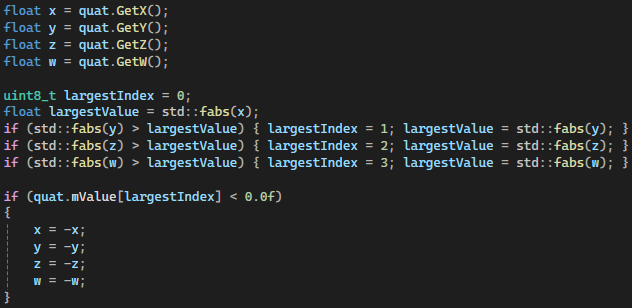 float x = quat.GetX();
float y = quat.GetY();
float z = quat.GetZ();
float w = quat.GetW();

uint8_t largestIndex = 0;
float largestValue = std::fabs(x);
if (std::fabs(y) > largestValue) { largestIndex = 1; largestValue = std::fabs(y); }
if (std::fabs(z) > largestValue) { largestIndex = 2; largestValue = std::fabs(z); }
if (std::fabs(w) > largestValue) { largestIndex = 3; largestValue = std::fabs(w); }

if (quat.mValue[largestIndex] < 0.0f)
{
    x = -x;
    y = -y;
    z = -z;
    w = -w;
}